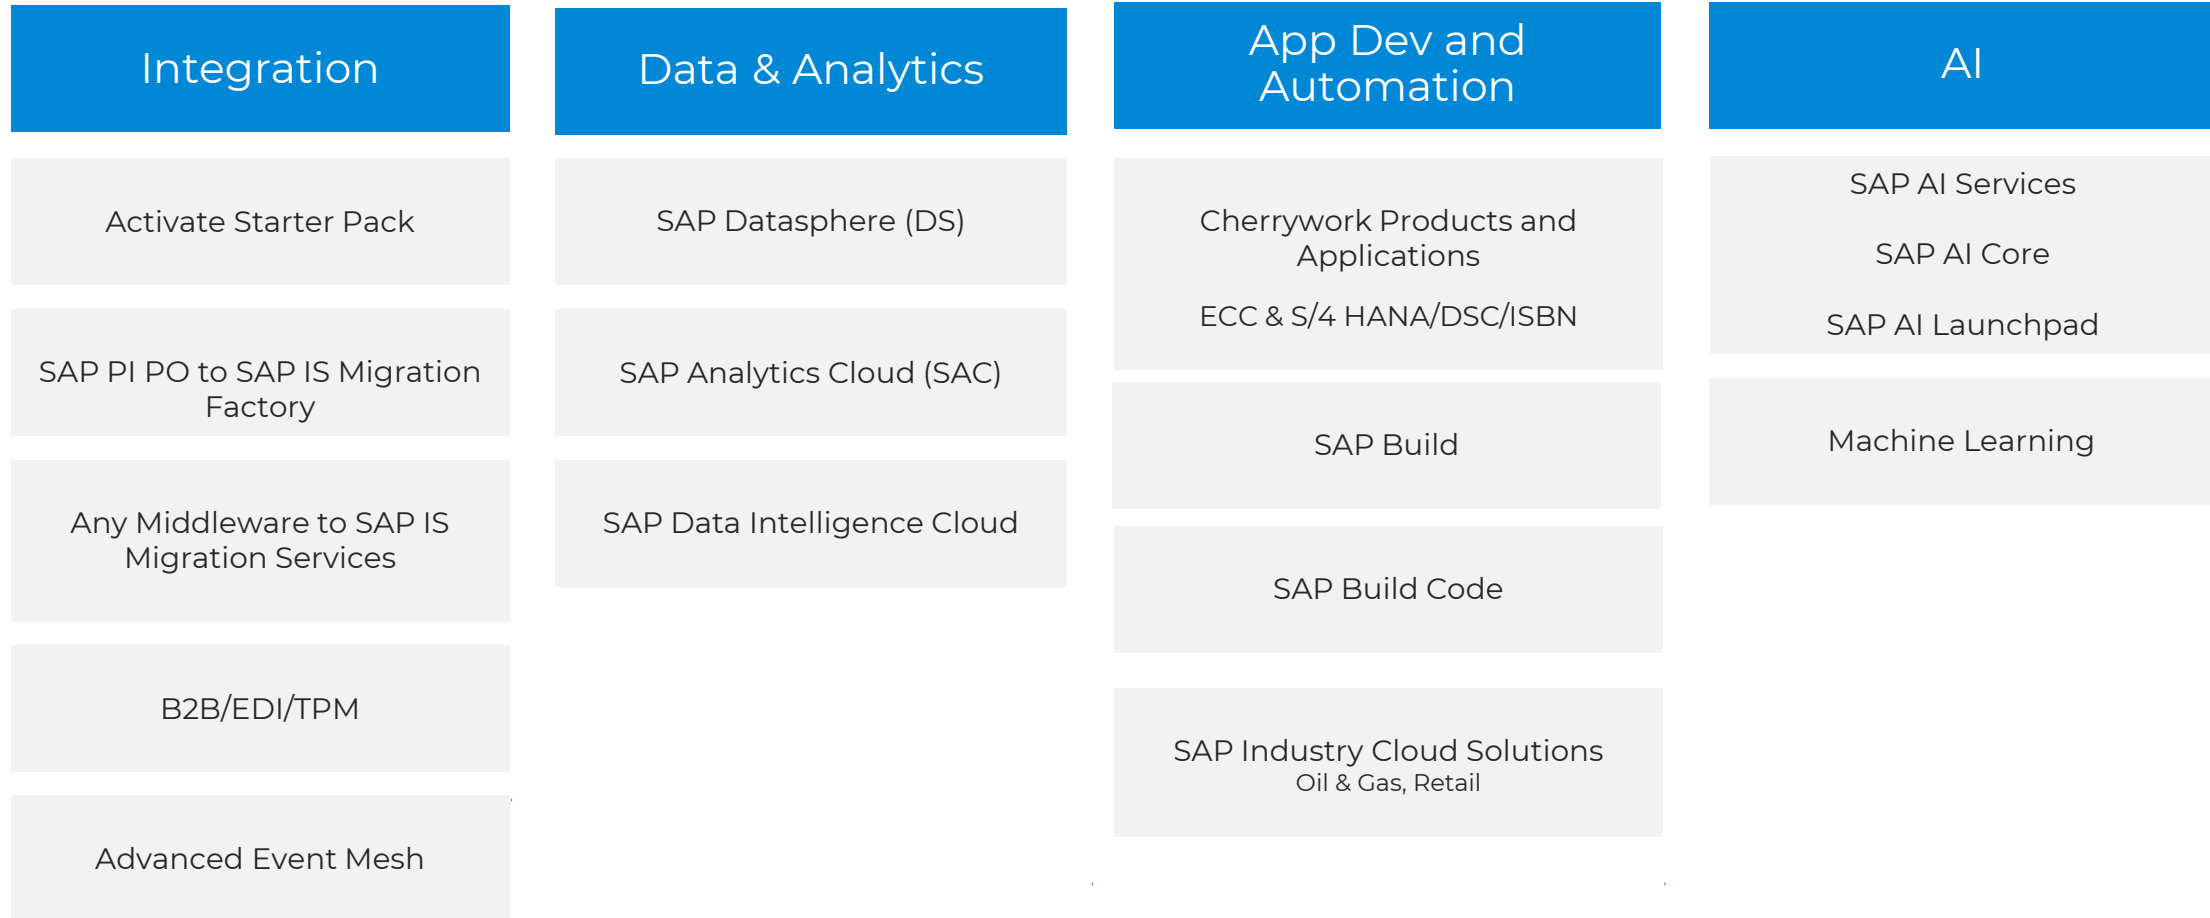 Integration
Activate Starter Pack
SAP PI PO to SAP IS Migration
Factory
Any Middleware to SAP IS
Migration Services
B2B/EDI/TPM
Advanced Event Mesh
Data & Analytics
SAP Datasphere (DS)
SAP Analytics Cloud (SAC)
SAP Data Intelligence Cloud
App Dev and
Automation
Cherrywork Products and
Applications
ECC & S/4 HANA/DSC/ISBN
SAP Build
SAP Build Code
SAP Industry Cloud Solutions
Oil & Gas, Retail
AI
SAP AI Services
SAP AI Core
SAP AI Launchpad
Machine Learning